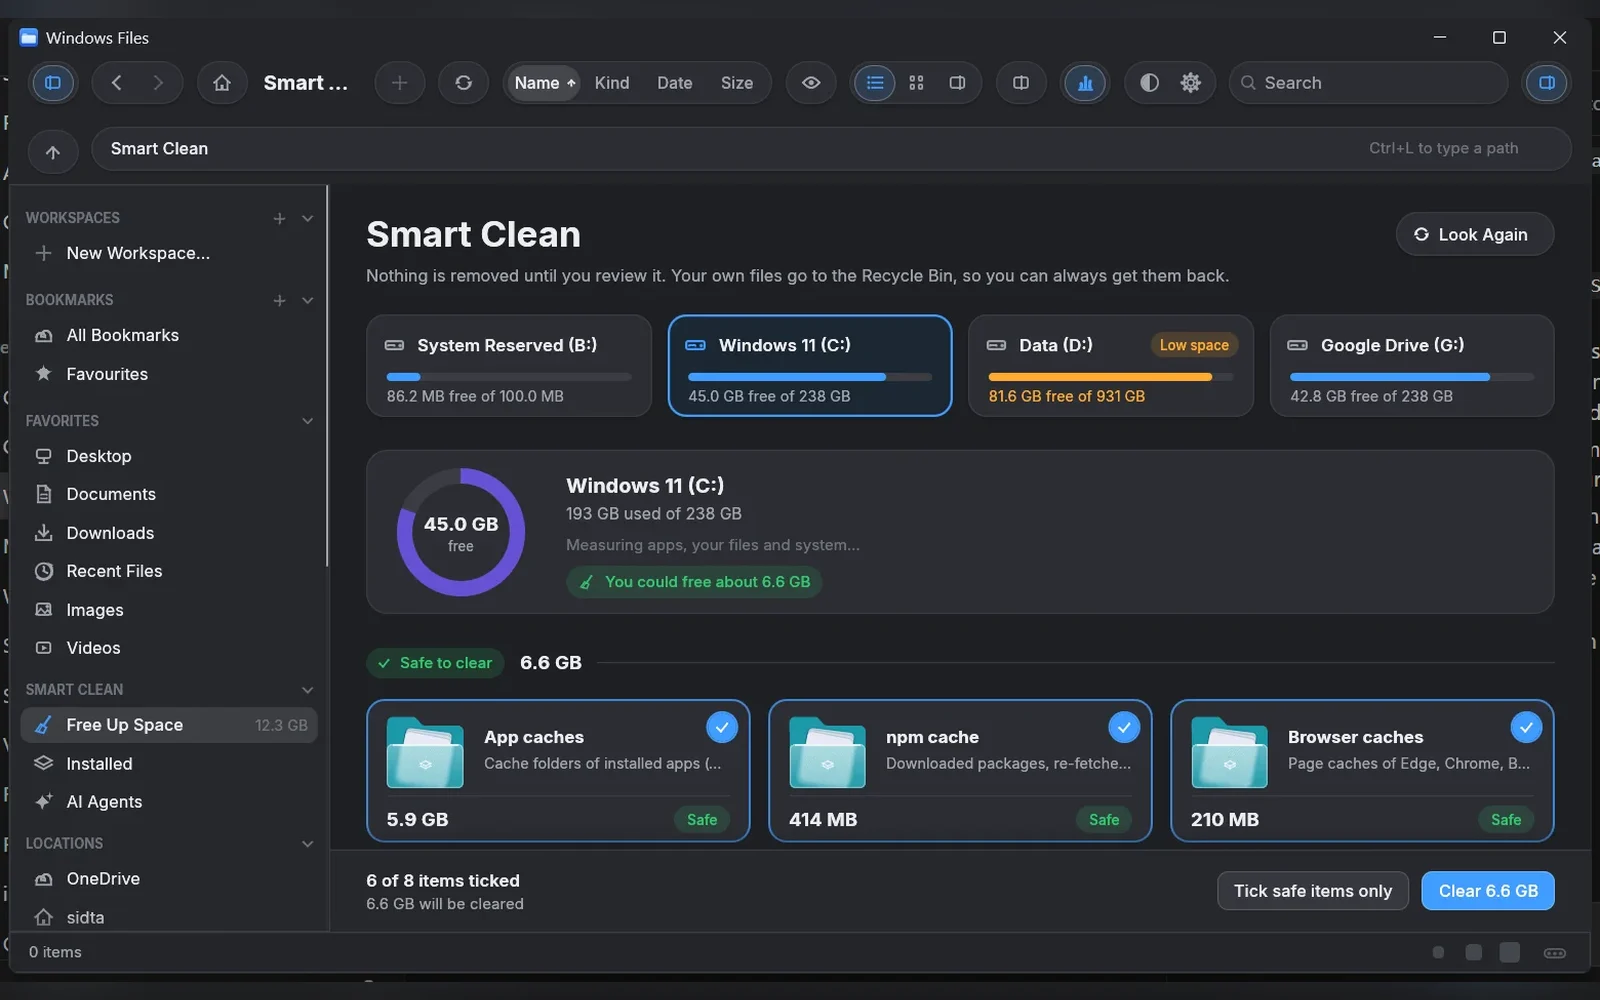 Windows Files
Smart ...
Name
Kind
Date
Size
Search
Smart Clean
Ctrl+L to type a path
WORKSPACES
New Workspace...
BOOKMARKS
All Bookmarks
Favourites
FAVORITES
Desktop
Documents
Downloads
Recent Files
Images
Videos
SMART CLEAN
Free Up Space 12.3 GB
Installed
AI Agents
LOCATIONS
OneDrive
sidta
Smart Clean
Look Again
Nothing is removed until you review it. Your own files go to the Recycle Bin, so you can always get them back.
System Reserved (B:)
86.2 MB free of 100.0 MB
Windows 11 (C:)
45.0 GB free of 238 GB
Data (D:) Low space
81.6 GB free of 931 GB
Google Drive (G:)
42.8 GB free of 238 GB
45.0 GB
free
Windows 11 (C:)
193 GB used of 238 GB
Measuring apps, your files and system...
You could free about 6.6 GB
Safe to clear 6.6 GB
App caches
Cache folders of installed apps (...
5.9 GB Safe
npm cache
Downloaded packages, re-fetche...
414 MB Safe
Browser caches
Page caches of Edge, Chrome, B...
210 MB Safe
6 of 8 items ticked
6.6 GB will be cleared
Tick safe items only
Clear 6.6 GB
0 items